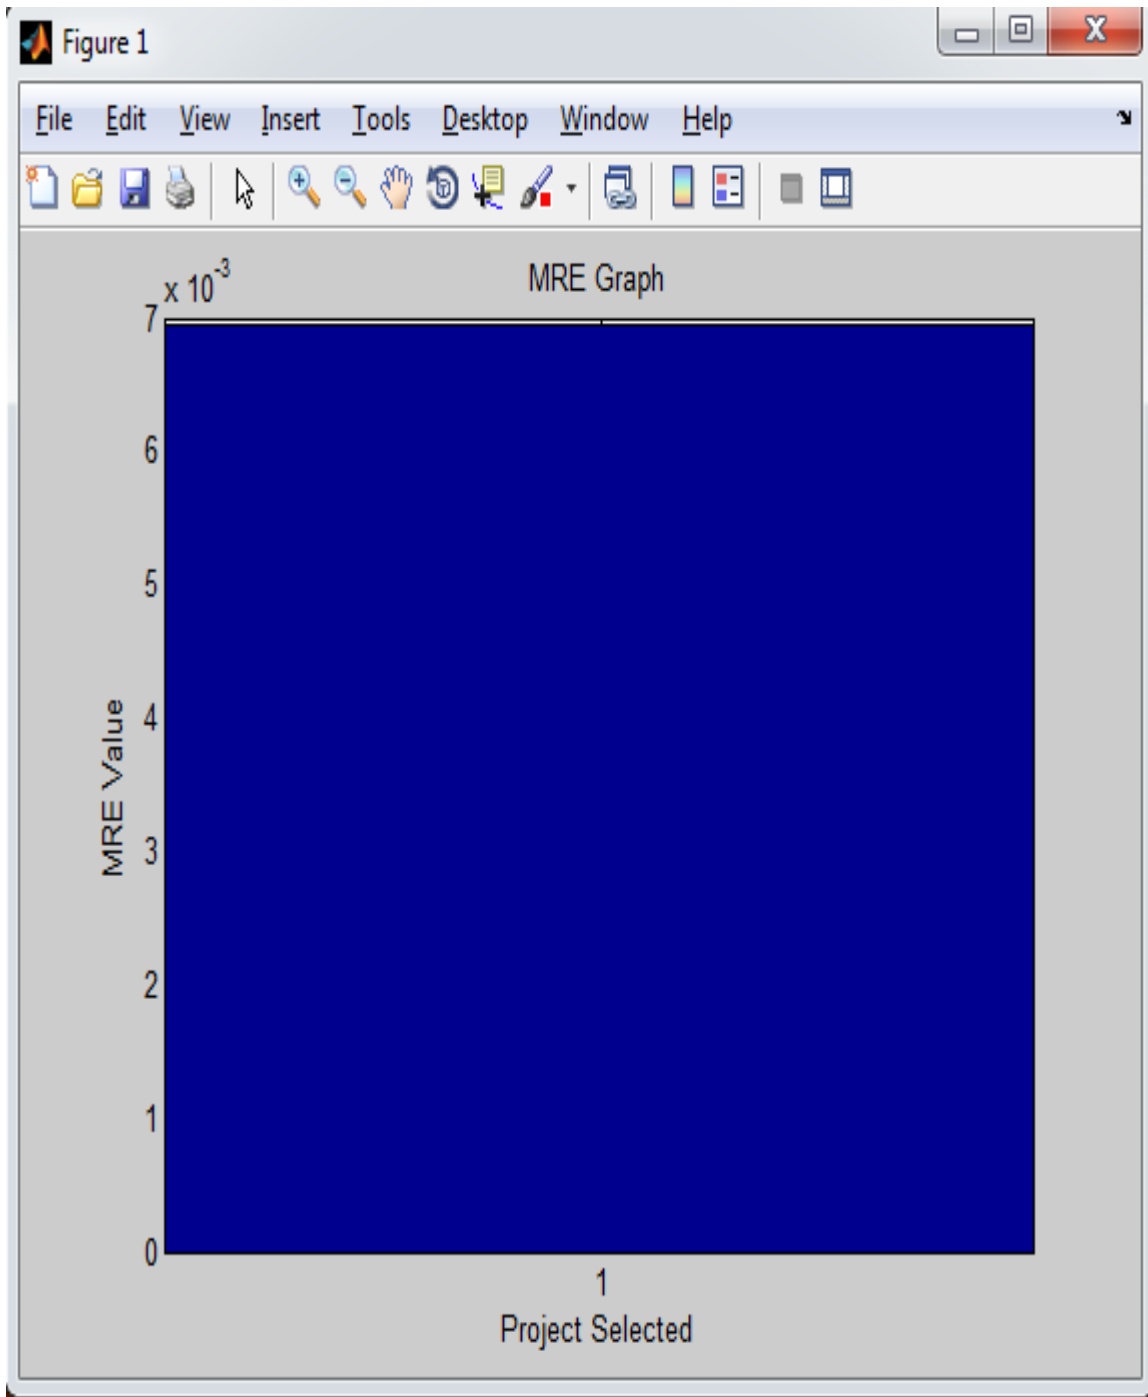 Figure 1
File Edit View Insert Tools Desktop Window Help
x 10^-3
MRE Graph
7
6
5
4
3
2
1
0
MRE Value
1
Project Selected